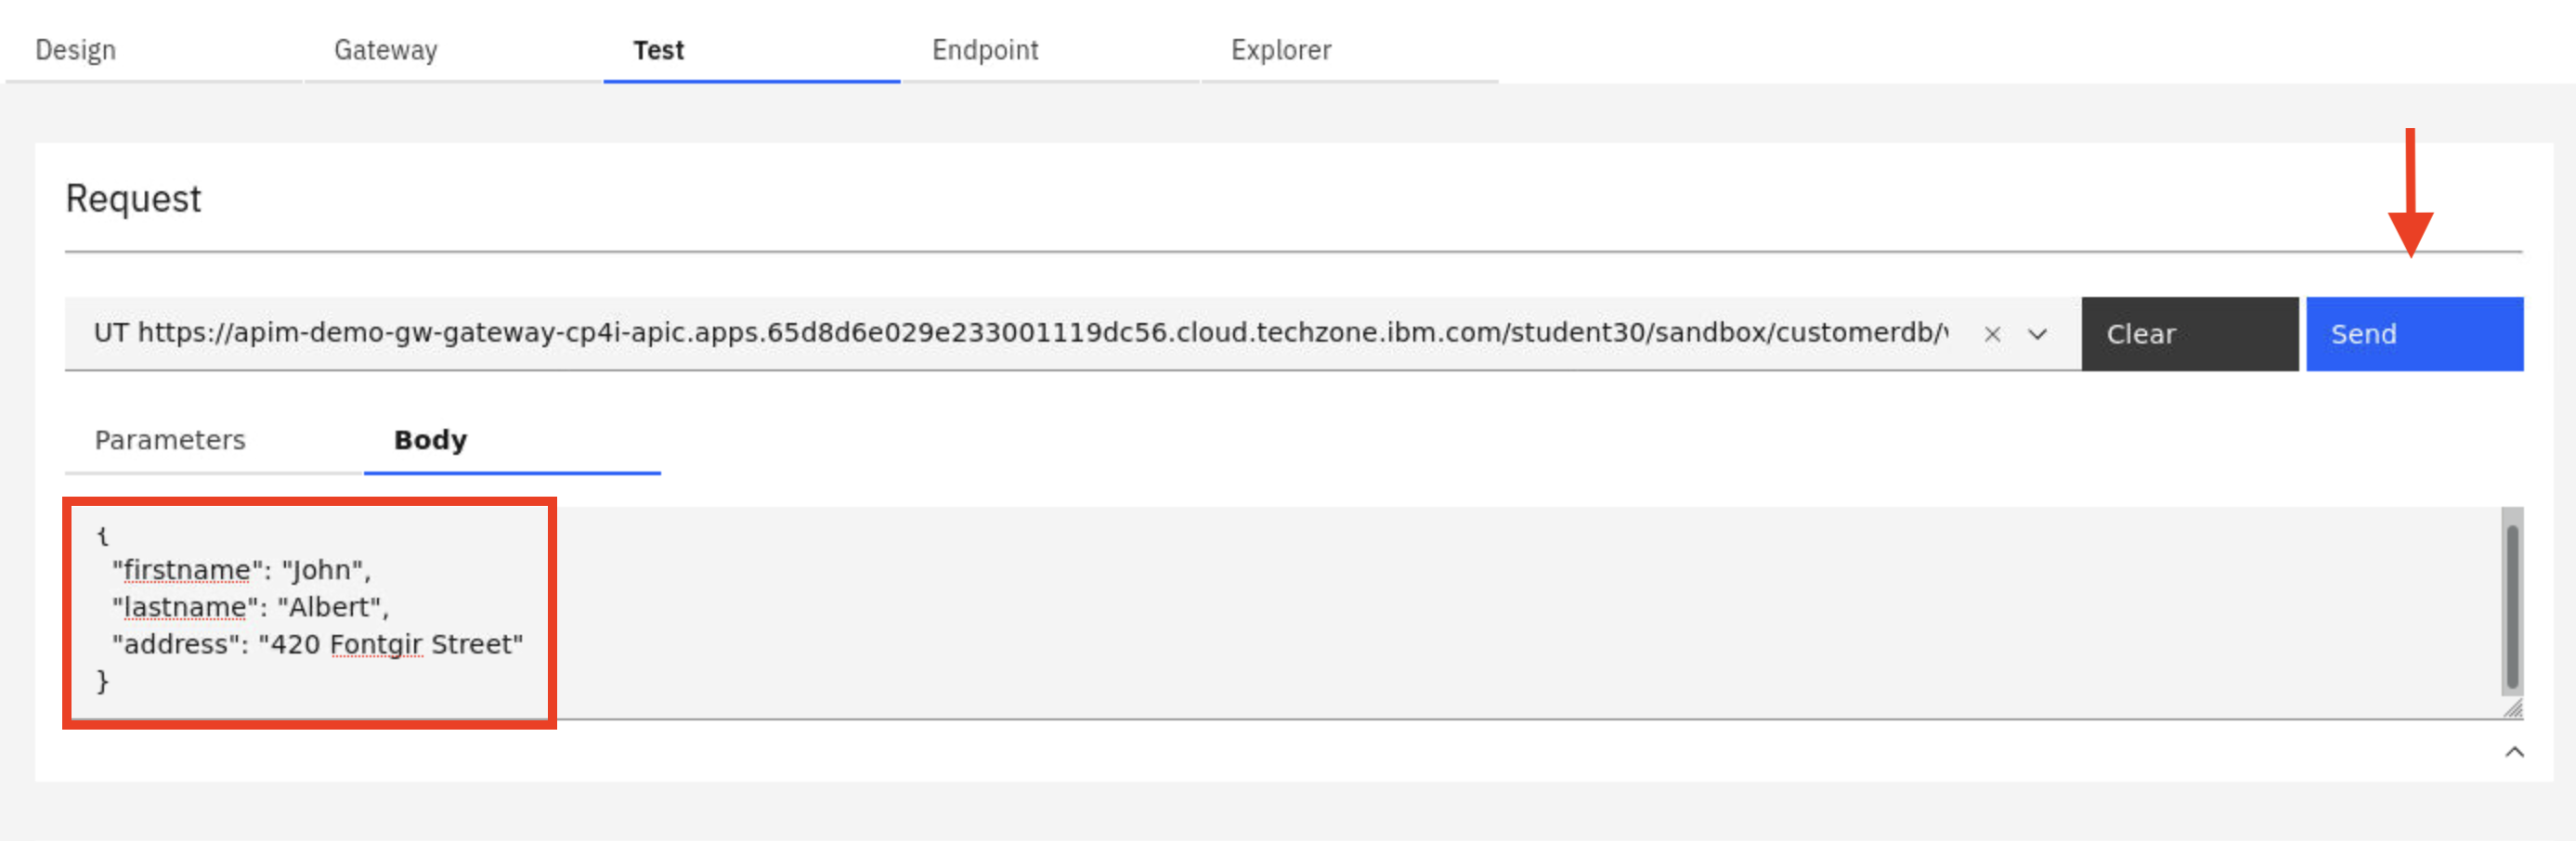 Design Gateway Test Endpoint Explorer
Request
UT https://apim-demo-gw-gateway-cp4i-apic.apps.65d8d6e029e233001119dc56.cloud.techzone.ibm.com/student30/sandbox/customerdb/ Clear Send
Parameters Body
{
"firstname": "John",
"lastname": "Albert",
"address": "420 Fontgir Street"
}